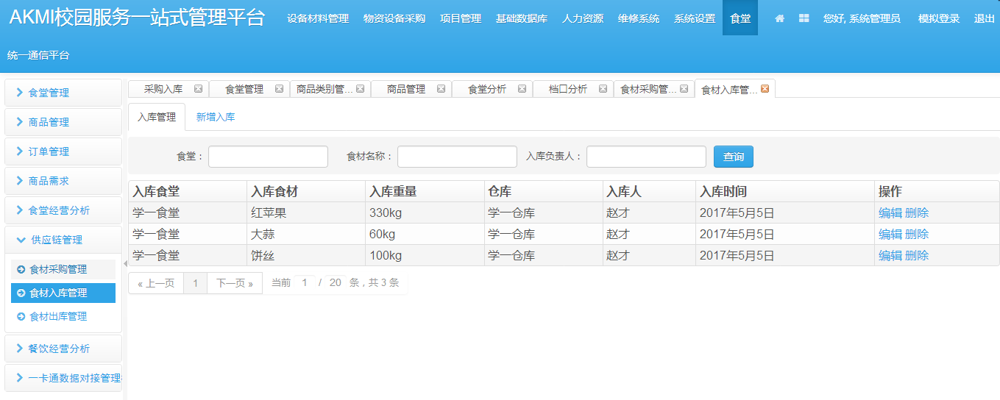 AKMI校园服务一站式管理平台 设备材料管理 物资设备采购 项目管理 基础数据库 人力资源 维修系统 系统设置 食堂 您好, 系统管理员 模拟登录 退出
统一通信平台
食堂管理
商品管理
订单管理
商品需求
食堂经营分析
供应链管理
食材采购管理
食材入库管理
食材出库管理
餐饮经营分析
一卡通数据对接管理
采购入库 食堂管理 商品类别管... 商品管理 食堂分析 档口分析 食材采购管... 食材入库管...
入库管理 新增入库
食堂： 食材名称： 入库负责人： 查询
入库食堂 入库食材 入库重量 仓库 入库人 入库时间 操作
学一食堂 红苹果 330kg 学一仓库 赵才 2017年5月5日 编辑 删除
学一食堂 大蒜 60kg 学一仓库 赵才 2017年5月5日 编辑 删除
学一食堂 饼丝 100kg 学一仓库 赵才 2017年5月5日 编辑 删除
« 上一页 1 下一页 » 当前 1 / 20 条，共 3 条